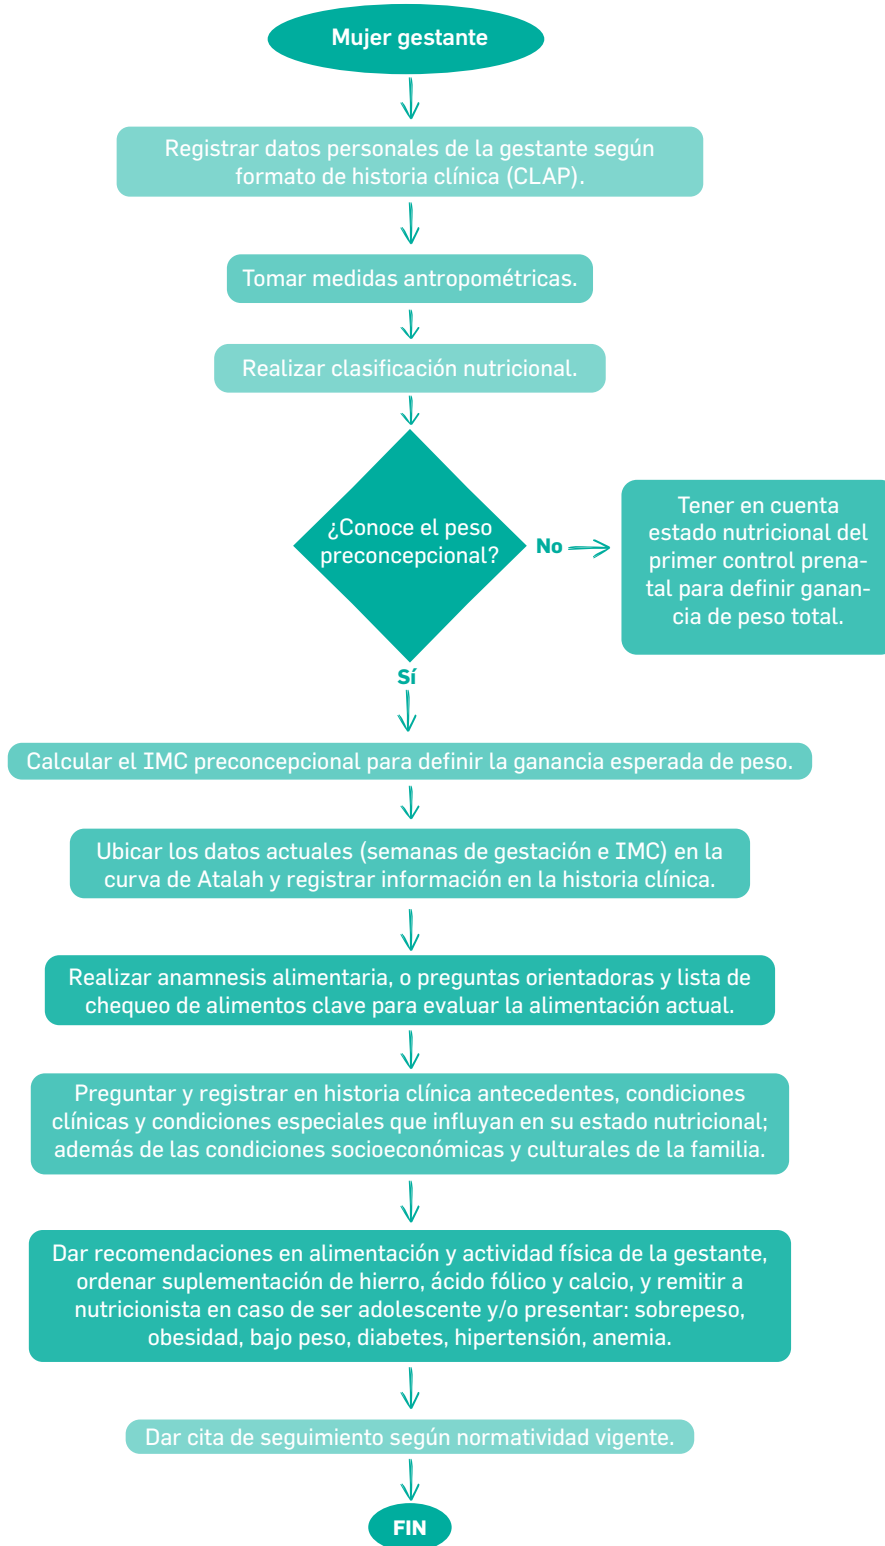 Mujer gestante
Registrar datos personales de la gestante según
formato de historia clínica (CLAP).
Tomar medidas antropométricas.
Realizar clasificación nutricional.
¿Conoce el peso
preconcepcional?
No
Tener en cuenta
estado nutricional del
primer control prena-
tal para definir ganan-
cia de peso total.
Sí
Calcular el IMC preconcepcional para definir la ganancia esperada de peso.
Ubicar los datos actuales (semanas de gestación e IMC) en la
curva de Atalah y registrar información en la historia clínica.
Realizar anamnesis alimentaria, o preguntas orientadoras y lista de
chequeo de alimentos clave para evaluar la alimentación actual.
Preguntar y registrar en historia clínica antecedentes, condiciones
clínicas y condiciones especiales que influyan en su estado nutricional;
además de las condiciones socioeconómicas y culturales de la familia.
Dar recomendaciones en alimentación y actividad física de la gestante,
ordenar suplementación de hierro, ácido fólico y calcio, y remitir a
nutricionista en caso de ser adolescente y/o presentar: sobrepeso,
obesidad, bajo peso, diabetes, hipertensión, anemia.
Dar cita de seguimiento según normatividad vigente.
FIN